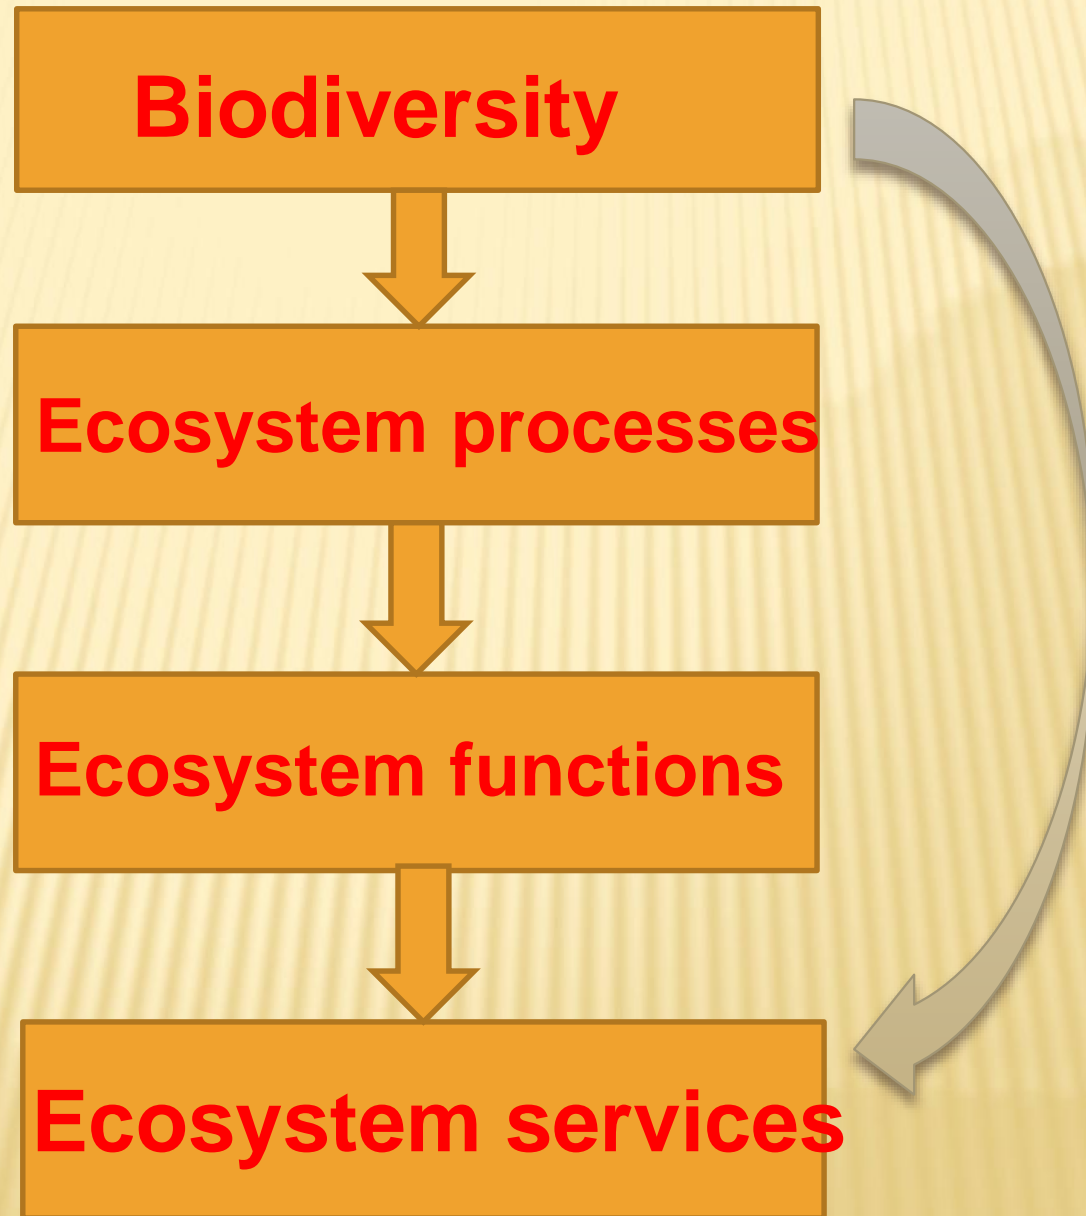 Biodiversity
Ecosystem processes
Ecosystem functions
Ecosystem services